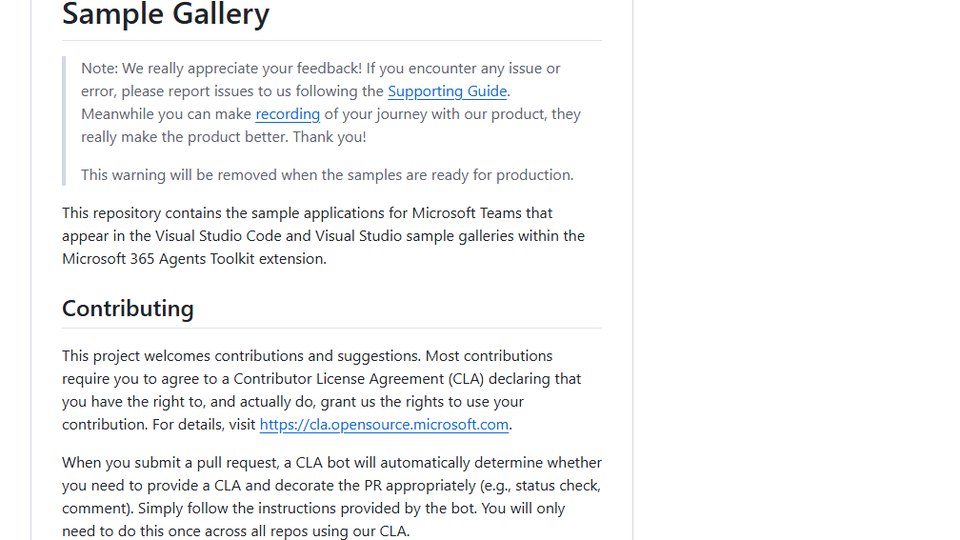 Sample Gallery
Note: We really appreciate your feedback! If you encounter any issue or
error, please report issues to us following the Supporting Guide.
Meanwhile you can make recording of your journey with our product, they
really make the product better. Thank you!
This warning will be removed when the samples are ready for production.
This repository contains the sample applications for Microsoft Teams that
appear in the Visual Studio Code and Visual Studio sample galleries within the
Microsoft 365 Agents Toolkit extension.
Contributing
This project welcomes contributions and suggestions. Most contributions
require you to agree to a Contributor License Agreement (CLA) declaring that
you have the right to, and actually do, grant us the rights to use your
contribution. For details, visit https://cla.opensource.microsoft.com.
When you submit a pull request, a CLA bot will automatically determine whether
you need to provide a CLA and decorate the PR appropriately (e.g., status check,
comment). Simply follow the instructions provided by the bot. You will only
need to do this once across all repos using our CLA.